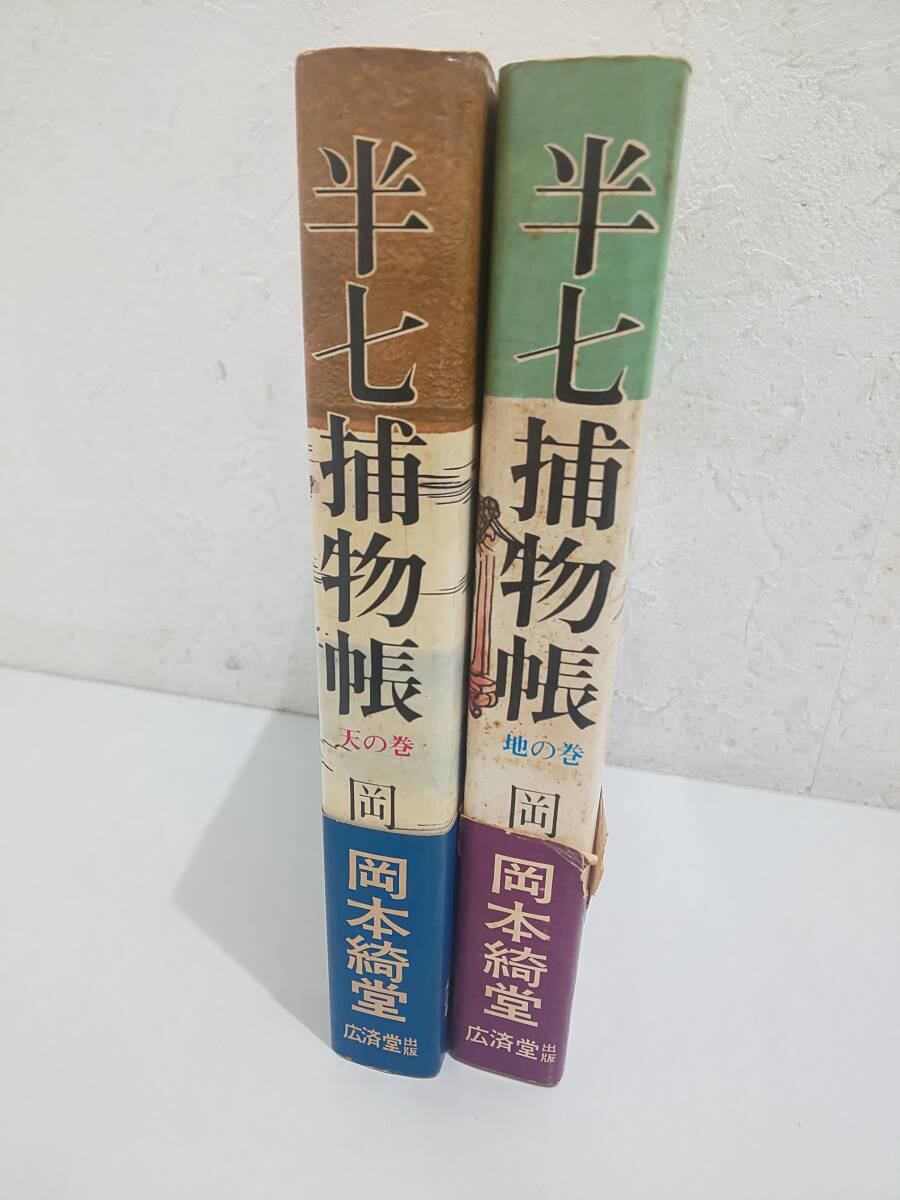 半七捕物帳
天の巻
岡
岡本綺堂
広済堂出版
半七捕物帳
地の巻
岡
岡本綺堂
広済堂出版